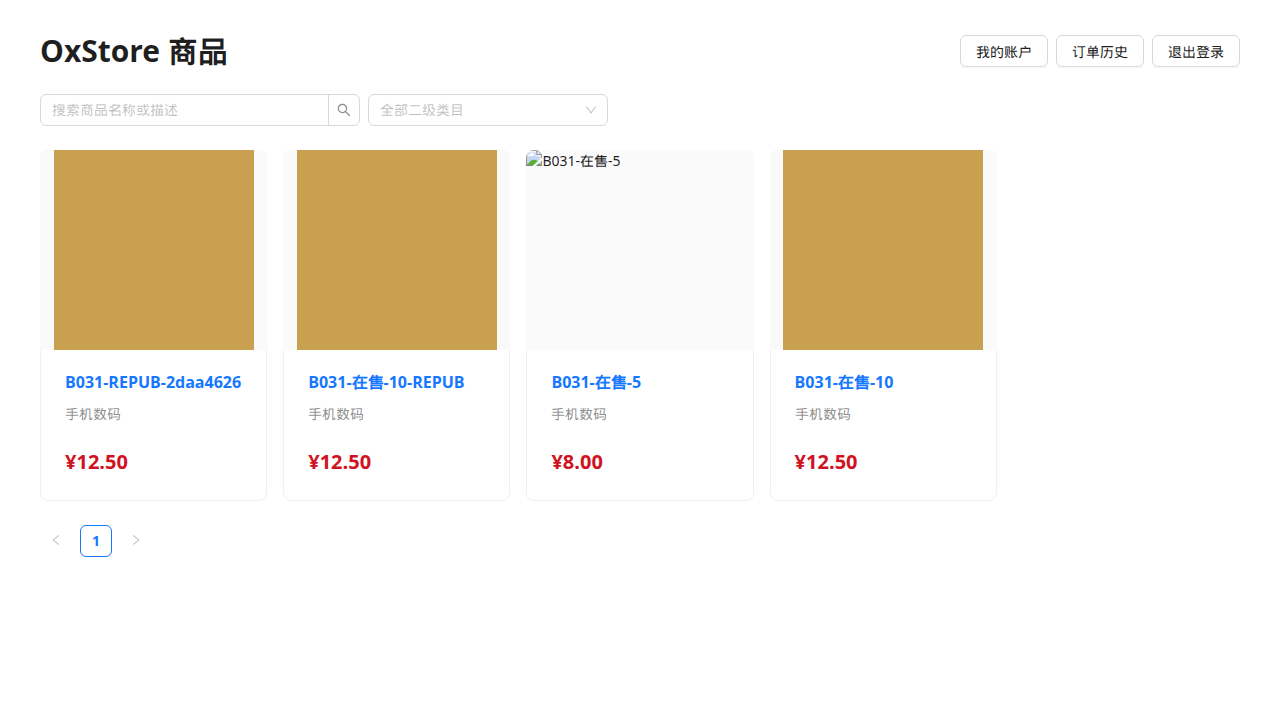 OxStore 商品
我的账户
订单历史
退出登录
搜索商品名称或描述
全部二级类目
B031-在售-5
B031-REPUB-2daa4626
手机数码
¥12.50
B031-在售-10-REPUB
手机数码
¥12.50
B031-在售-5
手机数码
¥8.00
B031-在售-10
手机数码
¥12.50
1